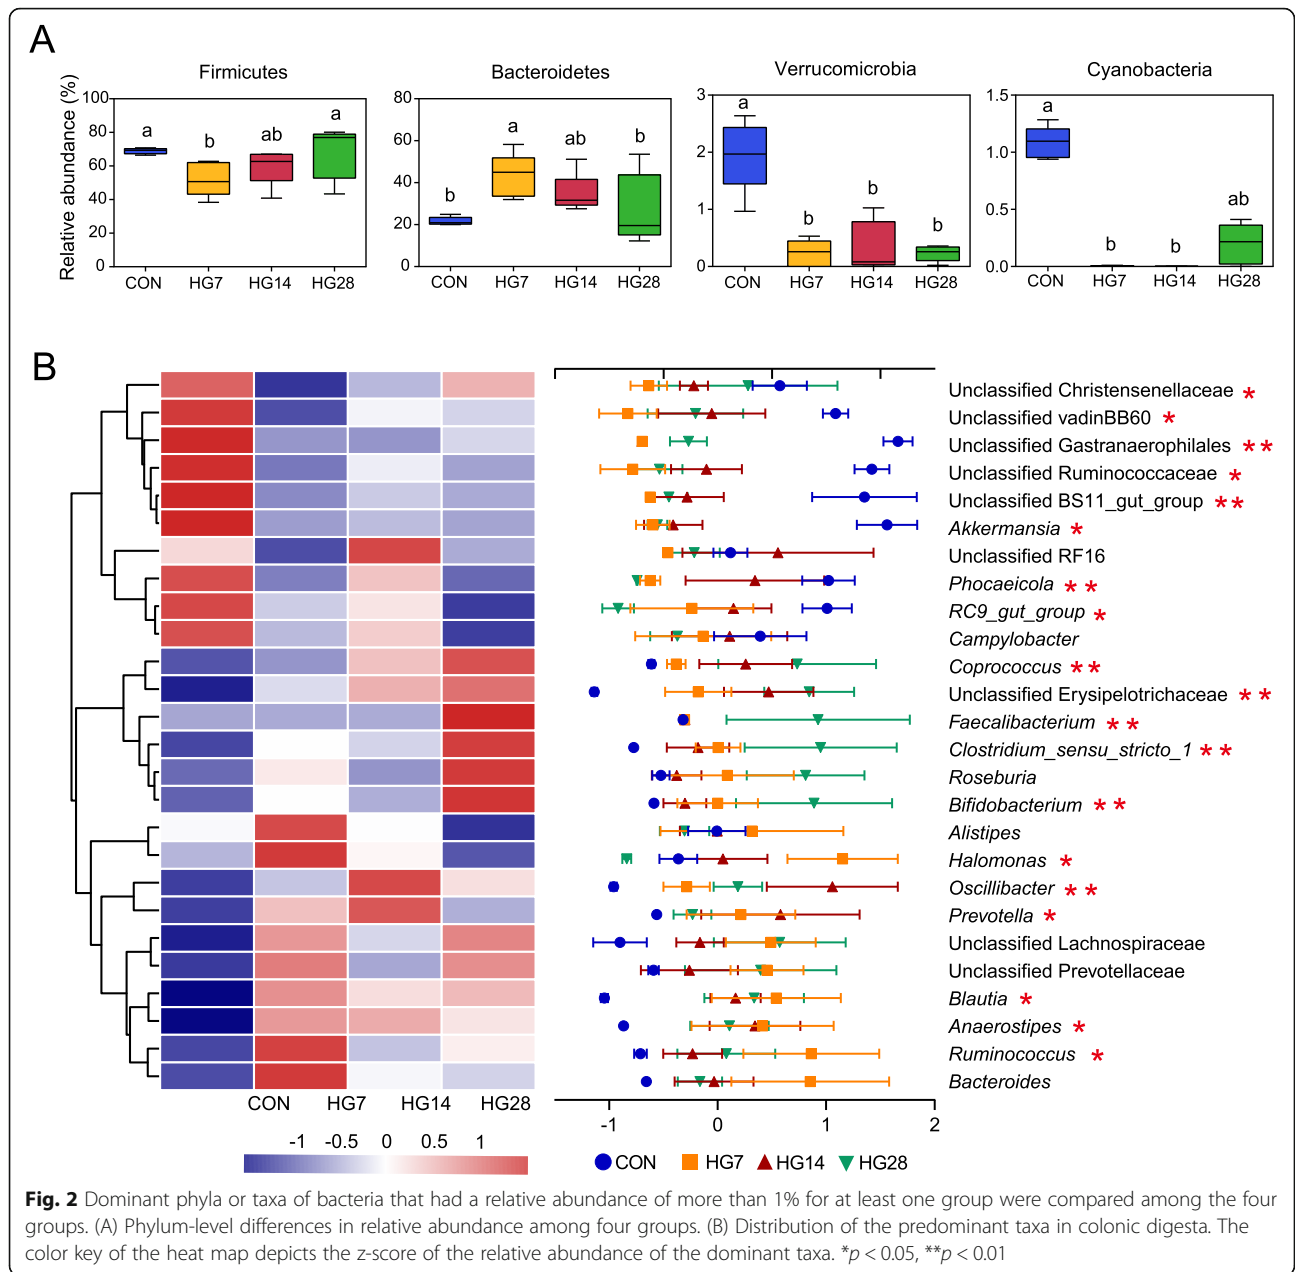 A
Firmicutes
Bacteroidetes
Verrucomicrobia
Cyanobacteria
Relative abundance (%)
100
80
60
40
20
0
a
b
ab
a
CON
HG7
HG14
HG28
80
60
40
20
0
b
a
ab
b
CON
HG7
HG14
HG28
3
2
1
0
a
b
b
b
CON
HG7
HG14
HG28
1.5
1.0
0.5
0.0
a
b
b
ab
CON
HG7
HG14
HG28
B
Unclassified Christensenellaceae *
Unclassified vadinBB60 *
Unclassified Gastranaerophilales **
Unclassified Ruminococcaceae *
Unclassified BS11_gut_group **
Akkermansia *
Unclassified RF16
Phocaeicola **
RC9_gut_group *
Campylobacter
Coprococcus **
Unclassified Erysipelotrichaceae **
Faecalibacterium **
Clostridium_sensu_stricto_1 **
Roseburia
Bifidobacterium **
Alistipes
Halomonas *
Oscillibacter **
Prevotella *
Unclassified Lachnospiraceae
Unclassified Prevotellaceae
Blautia *
Anaerostipes *
Ruminococcus *
Bacteroides
CON HG7 HG14 HG28
-1 -0.5 0 0.5 1
-1 0 1 2
CON HG7 HG14 HG28
Fig. 2 Dominant phyla or taxa of bacteria that had a relative abundance of more than 1% for at least one group were compared among the four
groups. (A) Phylum-level differences in relative abundance among four groups. (B) Distribution of the predominant taxa in colonic digesta. The
color key of the heat map depicts the z-score of the relative abundance of the dominant taxa. *p < 0.05, **p < 0.01